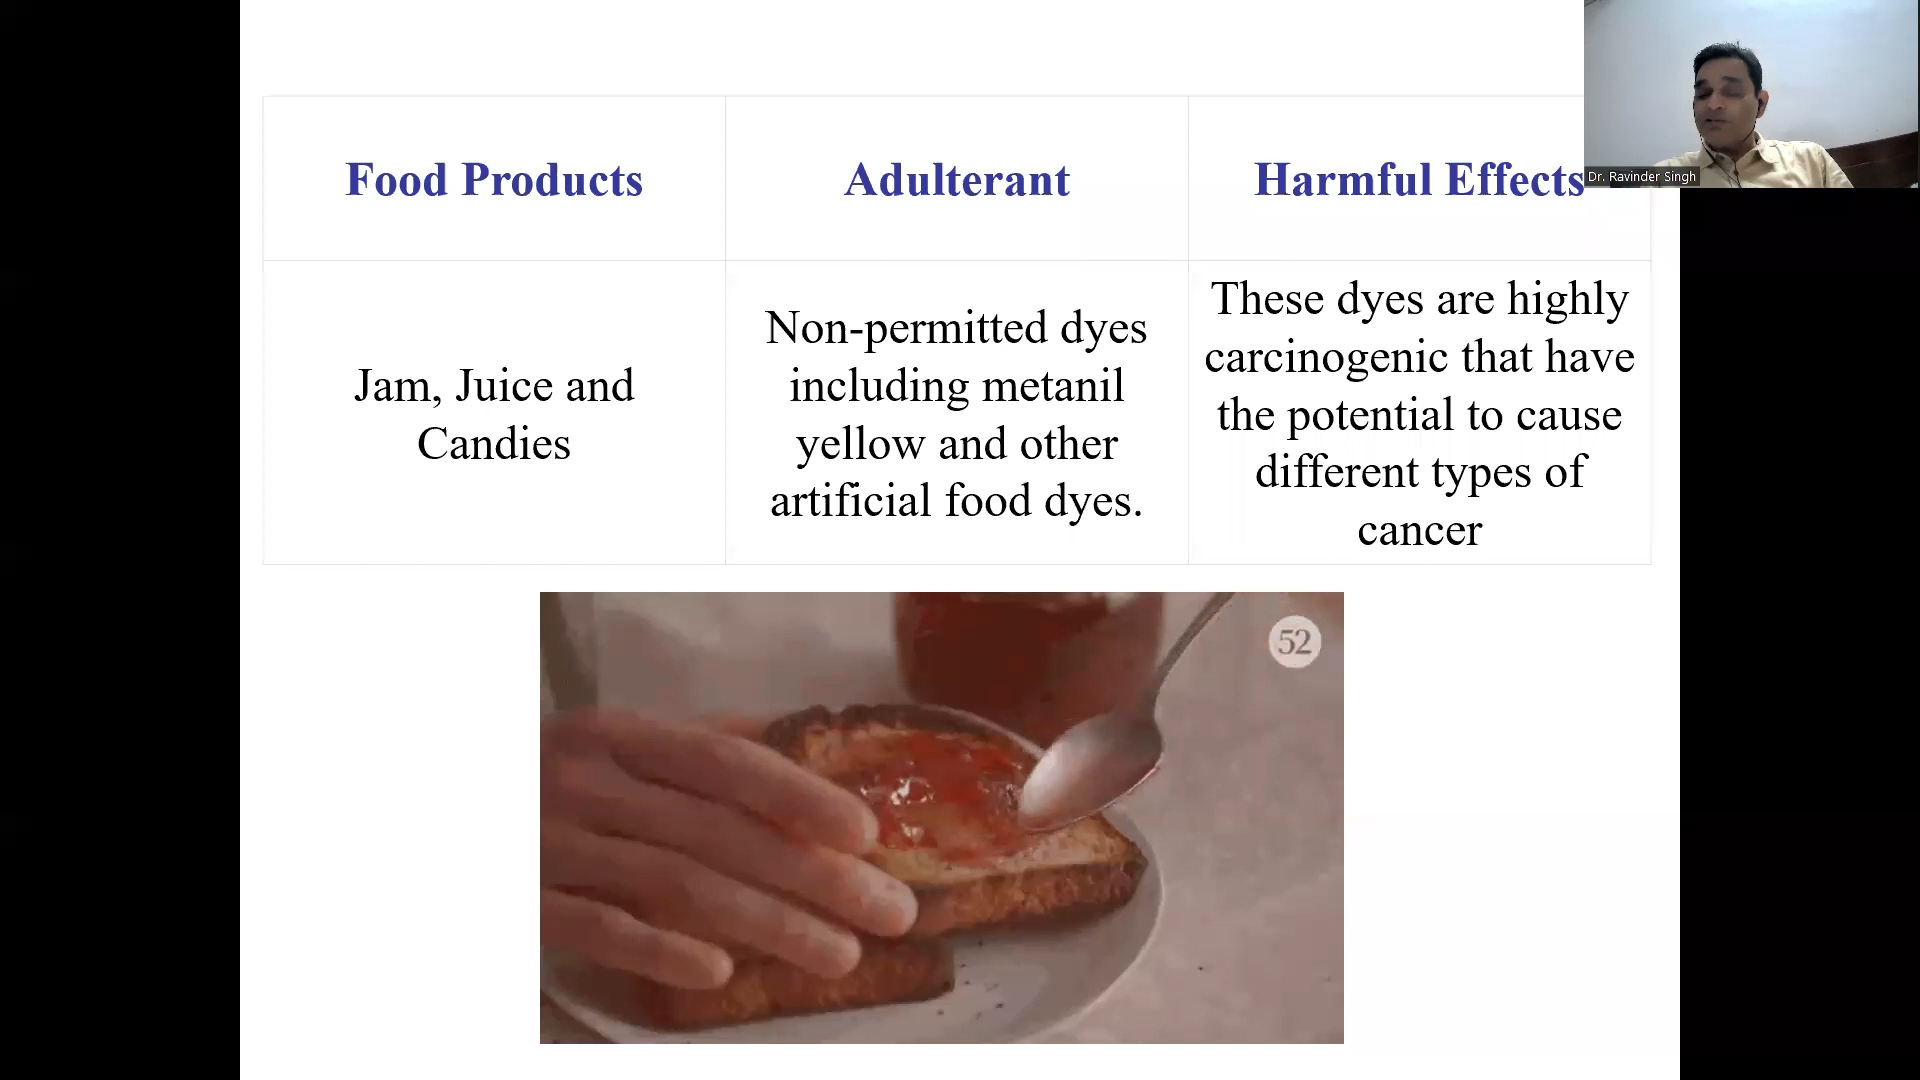 Food Products
Adulterant
Harmful Effects
Dr. Ravinder Singh
Jam, Juice and
Candies
Non-permitted dyes
including metanil
yellow and other
artificial food dyes.
These dyes are highly
carcinogenic that have
the potential to cause
different types of
cancer
52